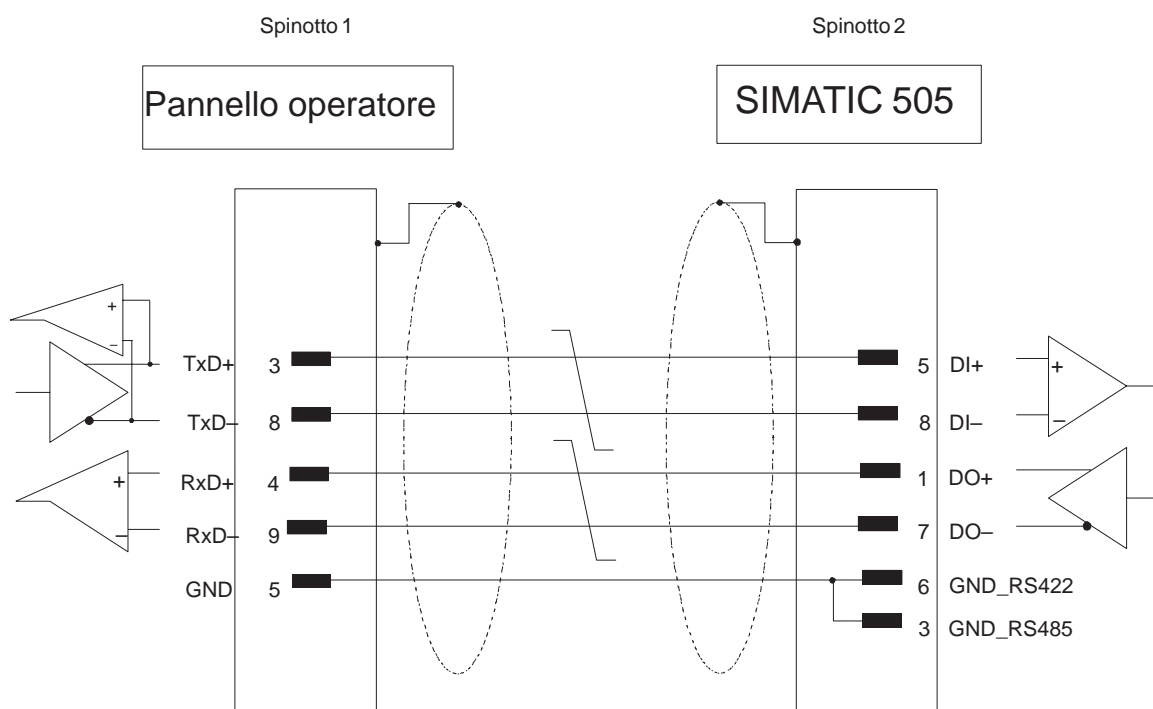 Spinotto 1 Spinotto 2
Pannello operatore SIMATIC 505
+
–
TxD+ 3 5 DI+ +
TxD– 8 8 DI– –
+ RxD+ 4 1 DO+
– RxD– 9 7 DO–
GND 5 6 GND_RS422
3 GND_RS485